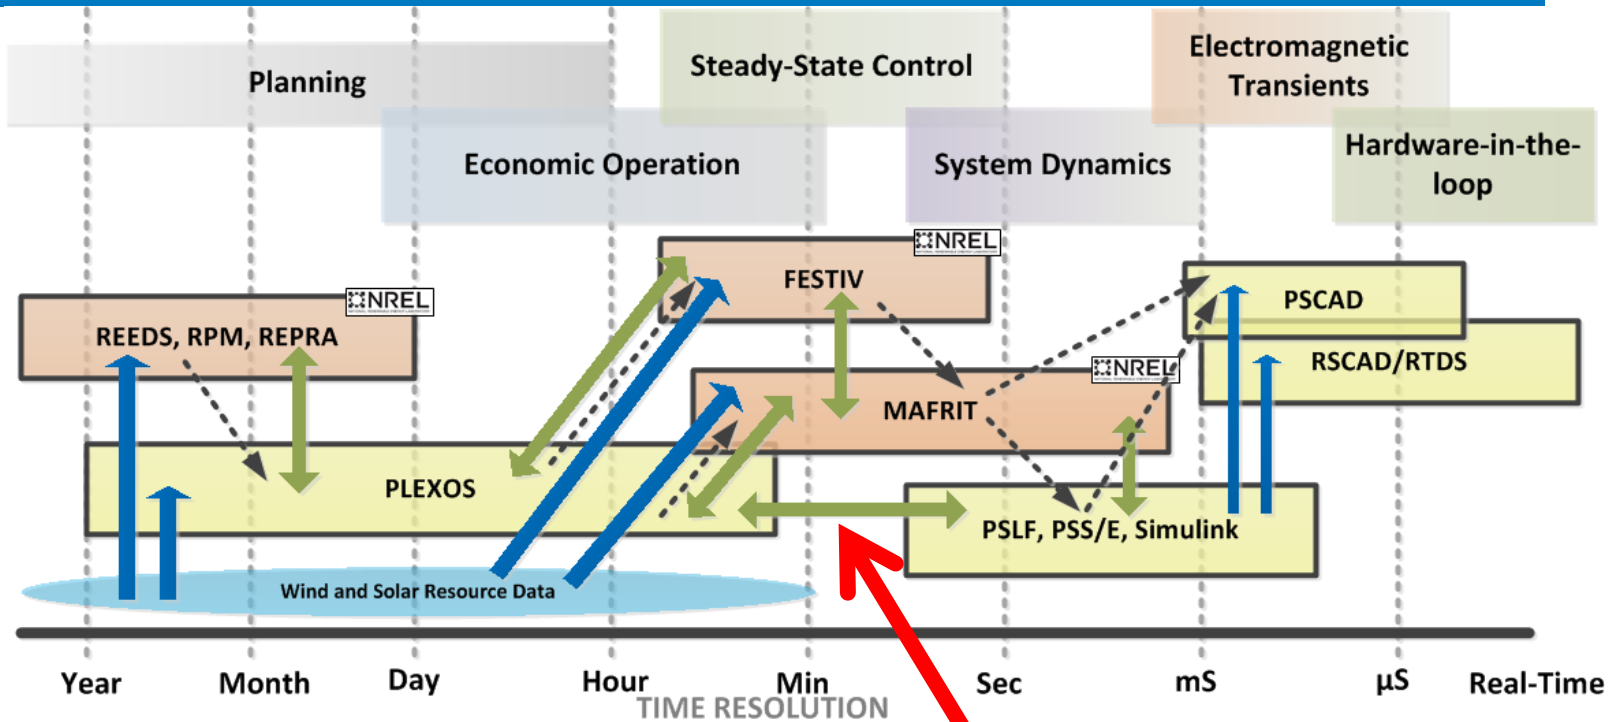 Planning
Steady-State Control
Electromagnetic
Transients
Economic Operation
System Dynamics
Hardware-in-the-
loop
NREL
FESTIV
NREL
REEDS, RPM, REPRA
PSCAD
RSCAD/RTDS
NREL
MAFRIT
PLEXOS
PSLF, PSS/E, Simulink
Wind and Solar Resource Data
Year Month Day Hour Min Sec mS µS Real-Time
TIME RESOLUTION